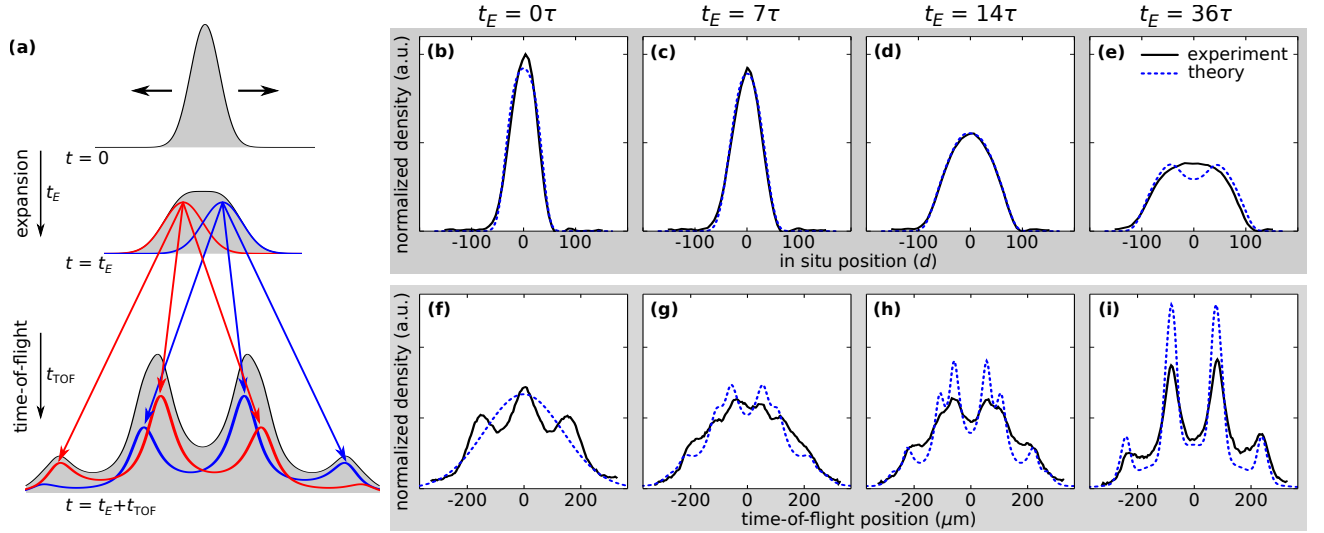 (a)
t = 0
expansion
t_E
t = t_E
time-of-flight
t_TOF
t = t_E+t_TOF
t_E = 0τ
t_E = 7τ
t_E = 14τ
t_E = 36τ
normalized density (a.u.)
(b)
(c)
(d)
(e)
experiment
theory
-100 0 100
-100 0 100
-100 0 100
-100 0 100
in situ position (d)
normalized density (a.u.)
(f)
(g)
(h)
(i)
-200 0 200
-200 0 200
-200 0 200
-200 0 200
time-of-flight position (μm)